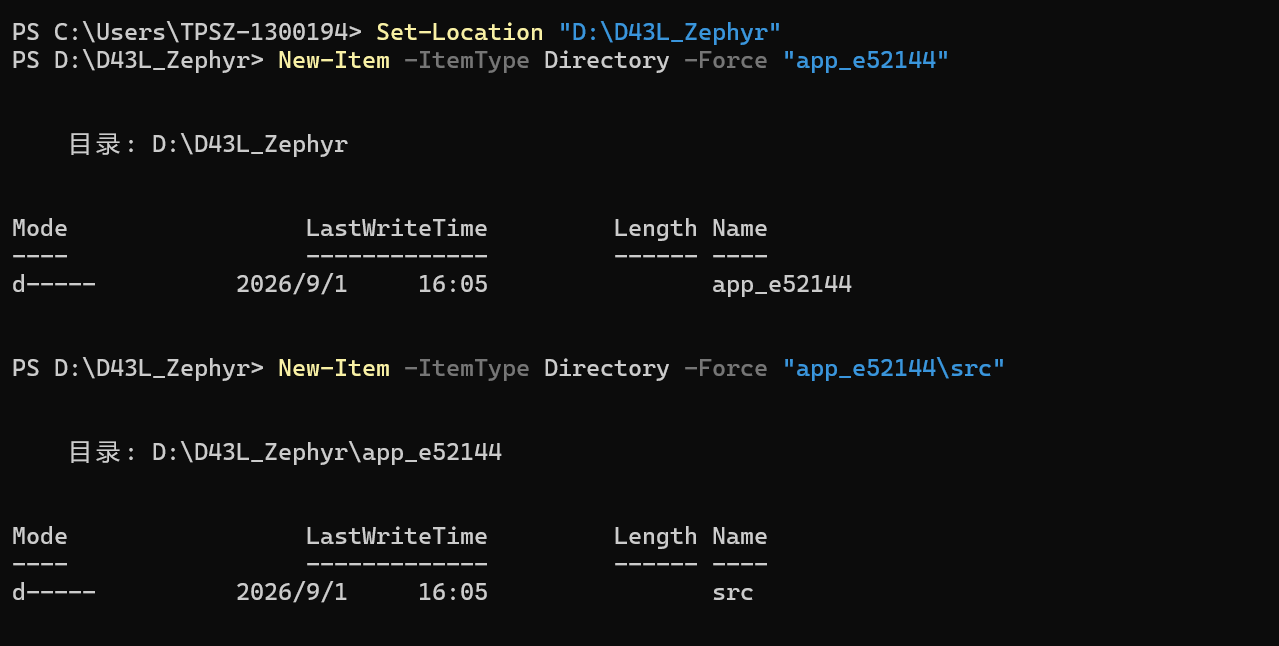 PS C:\Users\TPSZ-1300194> Set-Location "D:\D43L_Zephyr"
PS D:\D43L_Zephyr> New-Item -ItemType Directory -Force "app_e52144"
目录: D:\D43L_Zephyr
Mode                 LastWriteTime         Length Name
----                 -------------         ------ ----
d-----          2026/9/1     16:05                app_e52144
PS D:\D43L_Zephyr> New-Item -ItemType Directory -Force "app_e52144\src"
目录: D:\D43L_Zephyr\app_e52144
Mode                 LastWriteTime         Length Name
----                 -------------         ------ ----
d-----          2026/9/1     16:05                src